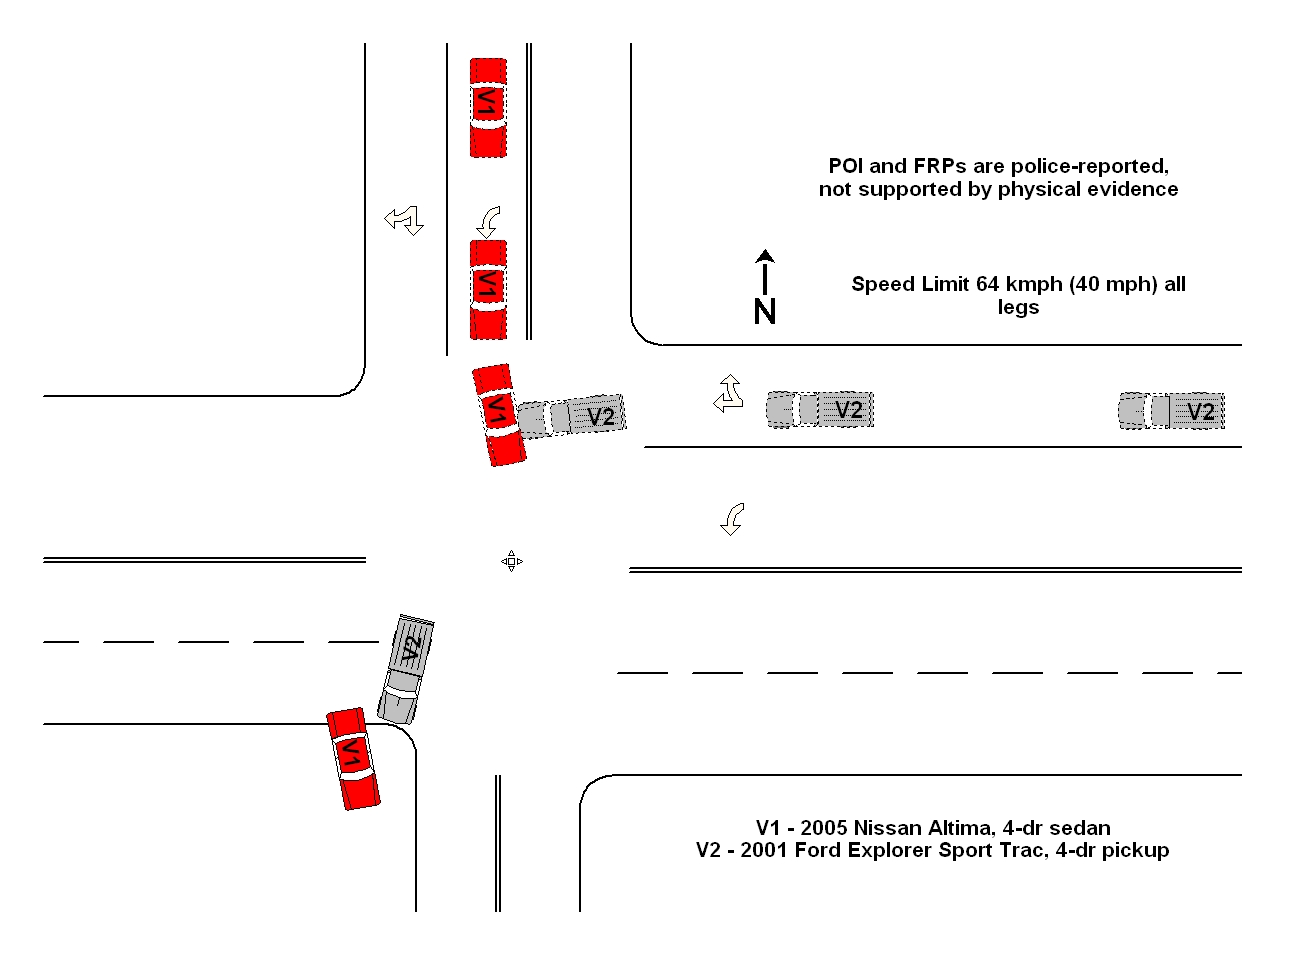 V1
POI and FRPs are police-reported,
not supported by physical evidence
V1
Speed Limit 64 kmph (40 mph) all
legs
N
V1
V2
V2
V2
V2
V1
V1 - 2005 Nissan Altima, 4-dr sedan
V2 - 2001 Ford Explorer Sport Trac, 4-dr pickup